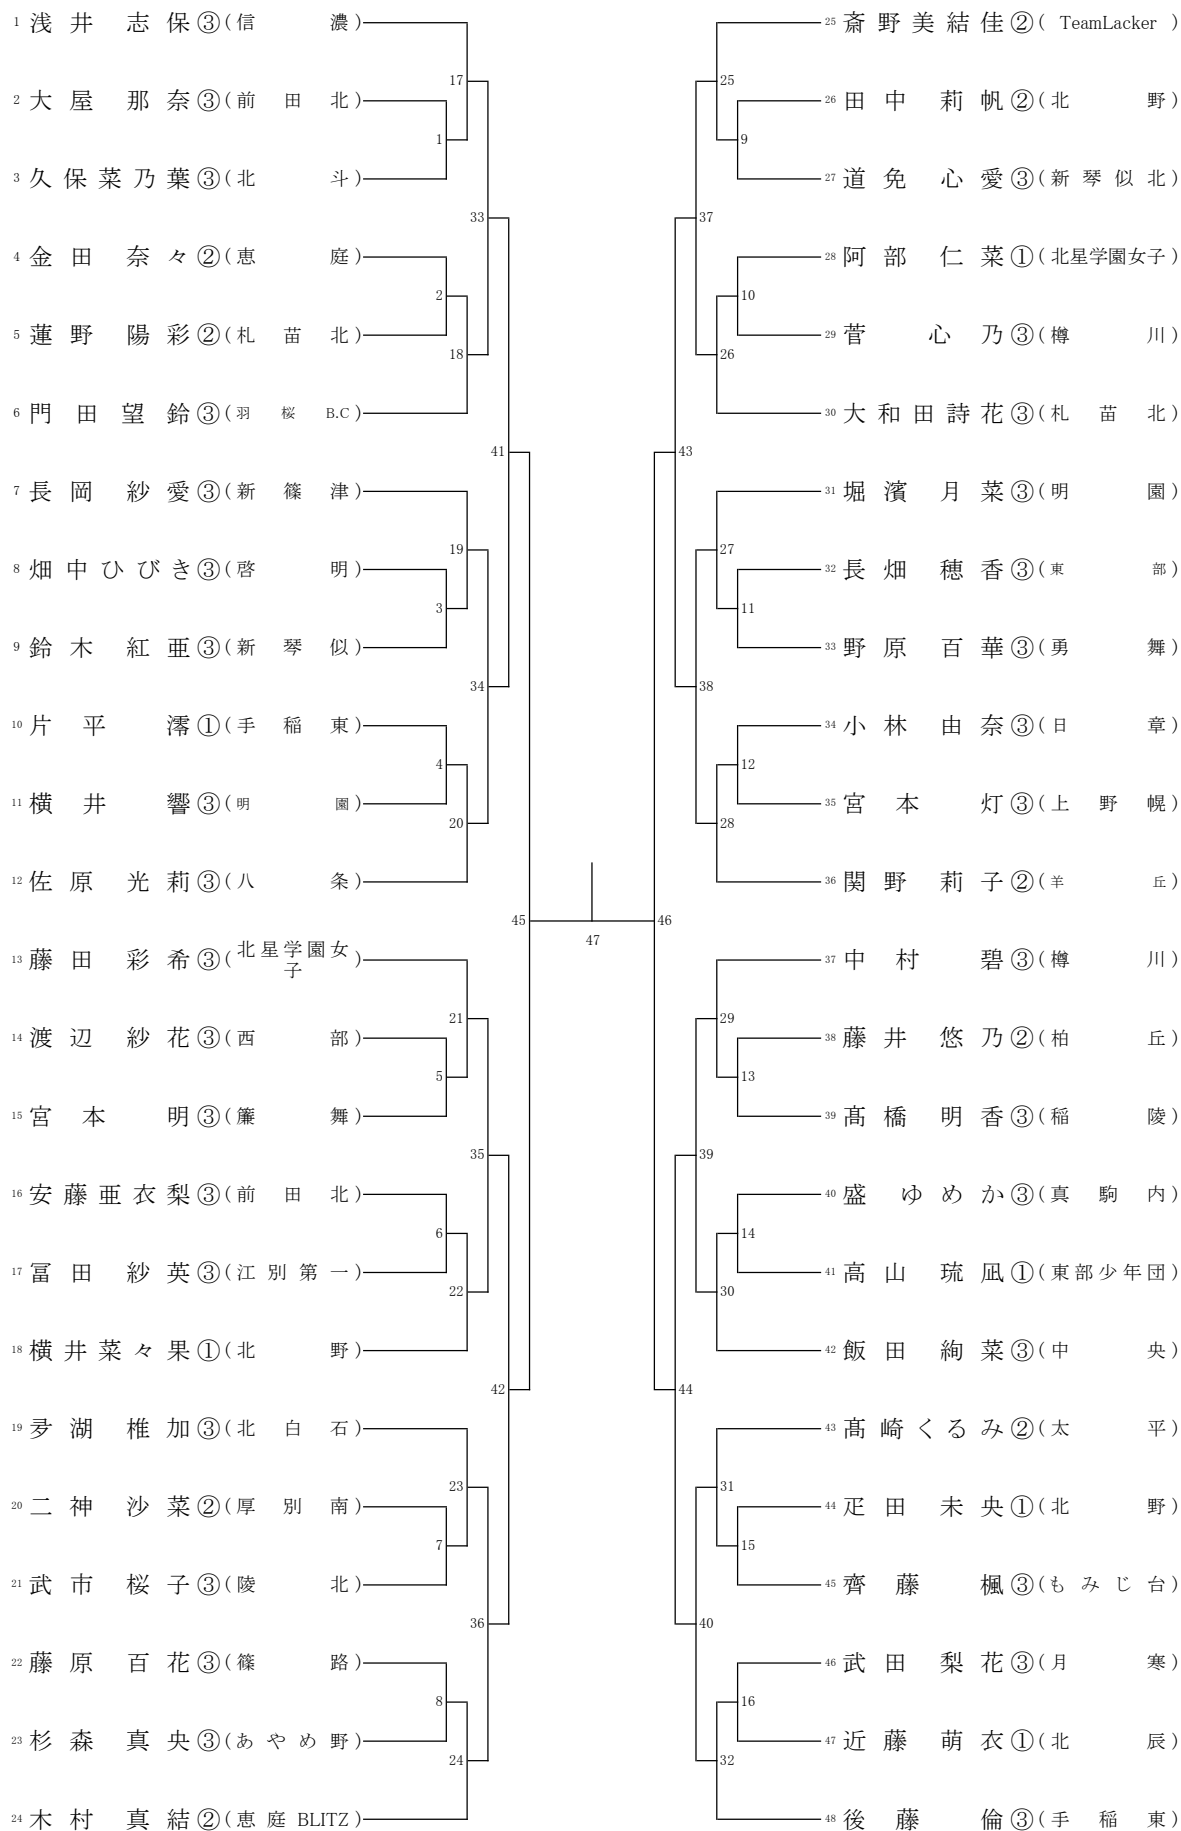 1 浅井 志保③(信濃)
17
2 大屋 那奈③(前田北)
1
3 久保菜乃葉③(北斗)
33
4 金田 奈々②(恵庭)
2
5 蓮野 陽彩②(札苗北)
18
6 門田望鈴③(羽桜B.C)
41
7 長岡 紗愛③(新篠津)
19
8 畑中ひびき③(啓明)
3
9 鈴木 紅亜③(新琴似)
34
10 片平 澪①(手稲東)
4
11 横井 響③(明園)
20
12 佐原 光莉③(八条)
45
13 藤田 彩希③(北星学園女子)
21
14 渡辺 紗花③(西部)
5
15 宮本 明③(簾舞)
35
16 安藤亜衣梨③(前田北)
6
17 冨田 紗英③(江別第一)
22
18 横井菜々果①(北野)
42
19 夛湖 椎加③(北白石)
23
20 二神 沙菜②(厚別南)
7
21 武市 桜子③(陵北)
36
22 藤原 百花③(篠路)
8
23 杉森 真央③(あやめ野)
24
24 木村 真結②(恵庭BLITZ)
47
25 斎野美結佳②(TeamLacker)
25
26 田中 莉帆②(北野)
9
27 道免 心愛③(新琴似北)
37
28 阿部 仁菜①(北星学園女子)
10
29 菅 心乃③(樽川)
26
30 大和田詩花③(札苗北)
43
31 堀濱 月菜③(明園)
27
32 長畑 穂香③(東部)
11
33 野原 百華③(勇舞)
38
34 小林 由奈③(日章)
12
35 宮本 灯③(上野幌)
28
36 関野 莉子②(羊丘)
46
37 中村 碧③(樽川)
29
38 藤井 悠乃②(柏丘)
13
39 髙橋 明香③(稲陵)
39
40 盛 ゆめか③(真駒内)
14
41 高山 琉凪①(東部少年団)
30
42 飯田 絢菜③(中央)
44
43 髙崎くるみ②(太平)
31
44 疋田 未央①(北野)
15
45 齊藤 楓③(もみじ台)
40
46 武田 梨花③(月寒)
16
47 近藤 萌衣①(北辰)
32
48 後藤 倫③(手稲東)